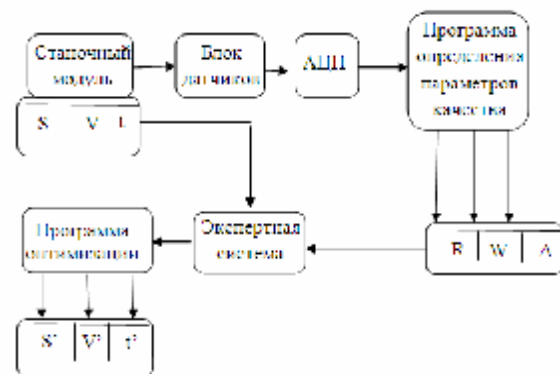 Станочный
модуль
Блок
датчиков
АЦП
Программа
определения
параметров
качества
S V t
Программа
оптимизации
Экспертная
система
R W A
S' V' t'